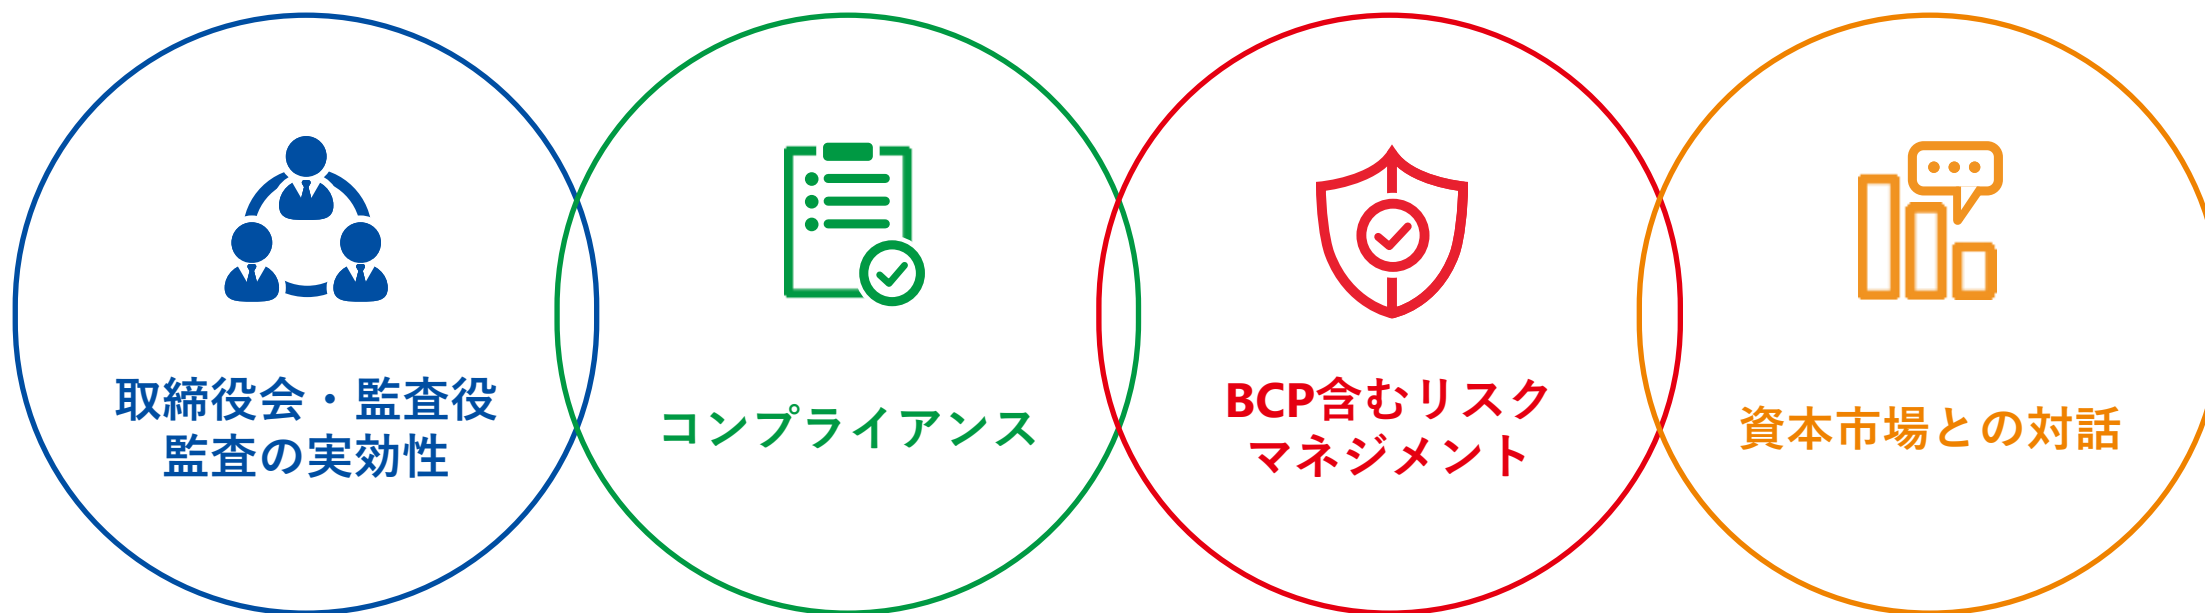 取締役会・監査役
監査の実効性
コンプライアンス
BCP含むリスク
マネジメント
資本市場との対話